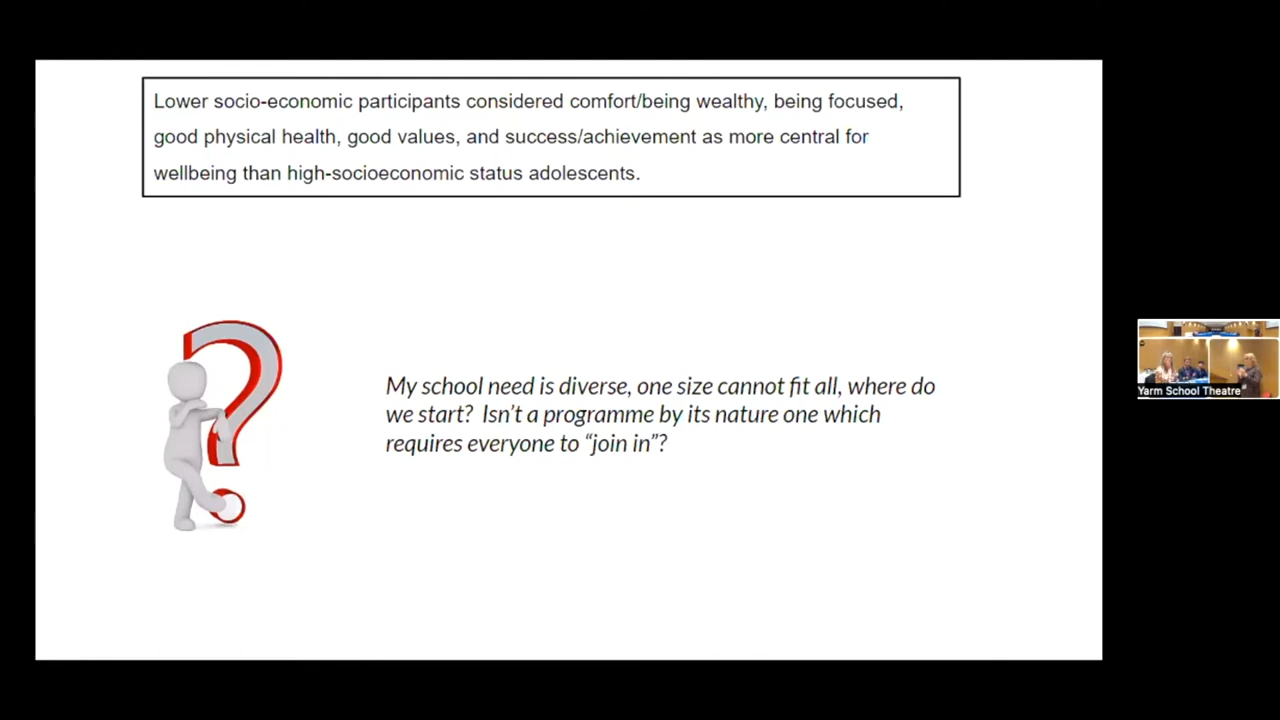 Lower socio-economic participants considered comfort/being wealthy, being focused,
good physical health, good values, and success/achievement as more central for
wellbeing than high-socioeconomic status adolescents.
My school need is diverse, one size cannot fit all, where do
we start?  Isn’t a programme by its nature one which
requires everyone to “join in”?
Yarm School Theatre